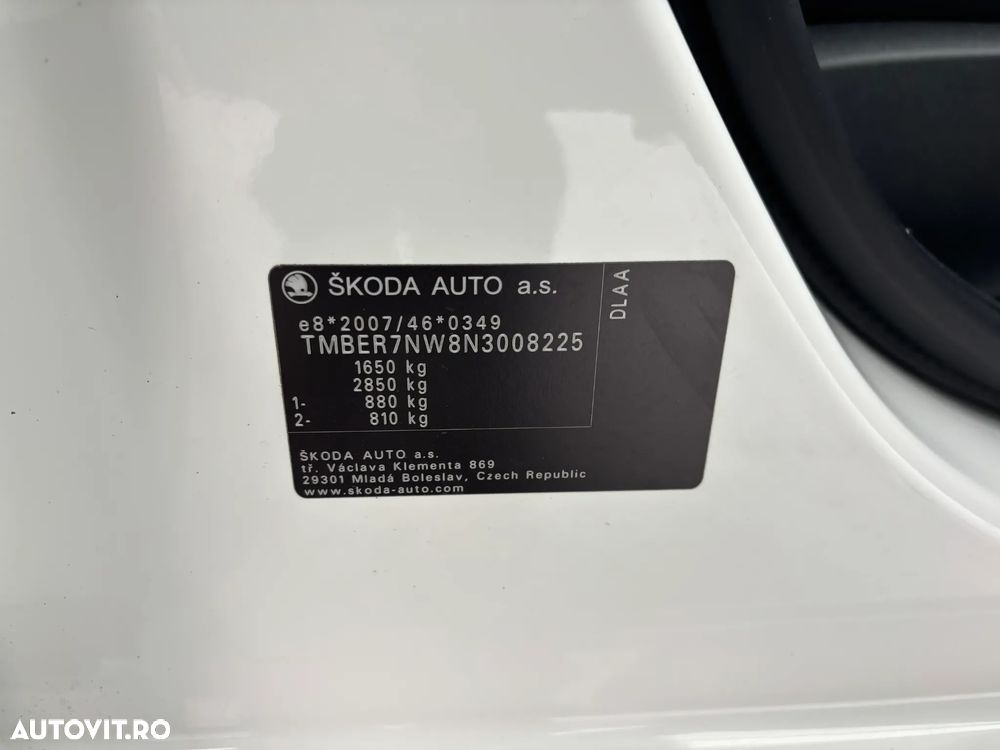 ŠKODA AUTO a.s.
DLAA
e8*2007/46*0349
TMBER7NW8N3008225
1650 kg
2850 kg
1- 880 kg
2- 810 kg
ŠKODA AUTO a.s.
tř. Václava Klementa 869
29301 Mladá Boleslav, Czech Republic
www.skoda-auto.com
AUTOVIT.RO